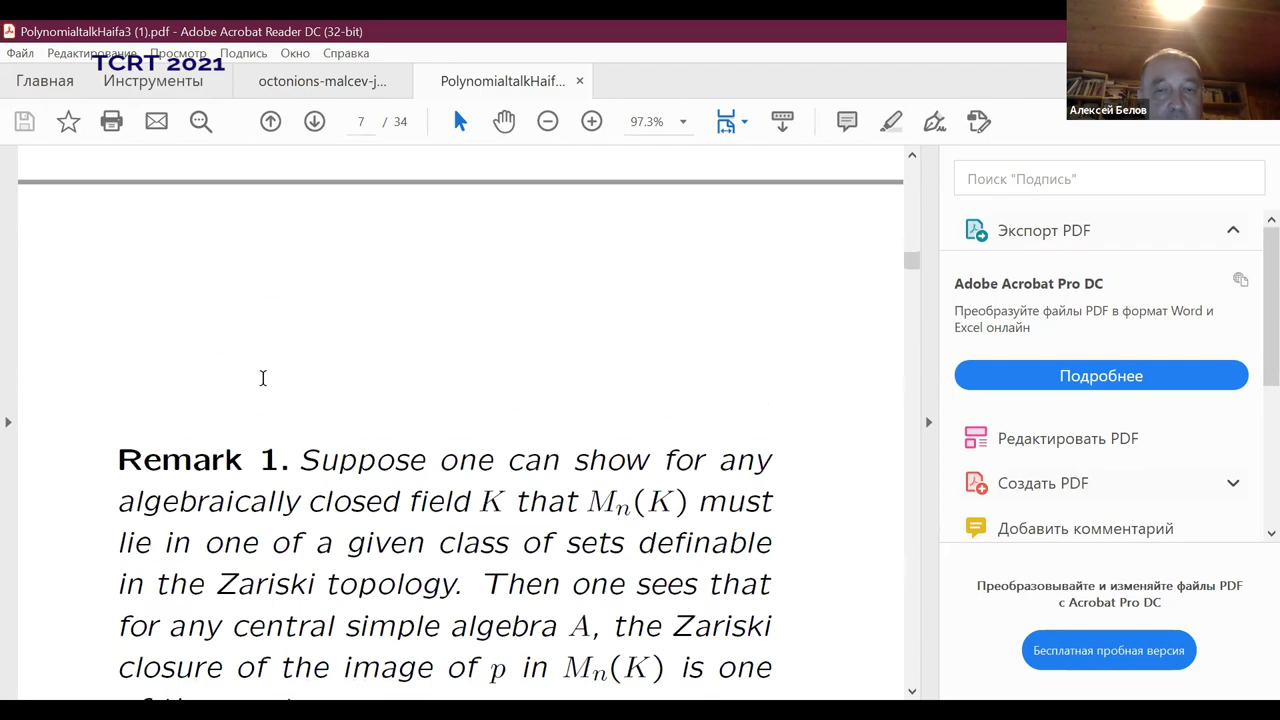 PolynomialtalkHaifa3 (1).pdf - Adobe Acrobat Reader DC (32-bit)
Файл Редактирование Просмотр Подпись Окно Справка
TCRT 2021
Главная Инструменты octonions-malcev-j... PolynomialtalkHaif... ×
7 / 34 97.3%
Алексей Белов
Поиск "Подпись"
Экспорт PDF
Adobe Acrobat Pro DC
Преобразуйте файлы PDF в формат Word и
Excel онлайн
Подробнее
Редактировать PDF
Создать PDF
Добавить комментарий
Преобразовывайте и изменяйте файлы PDF
с Acrobat Pro DC
Бесплатная пробная версия
Remark 1. Suppose one can show for any
algebraically closed field K that Mₙ(K) must
lie in one of a given class of sets definable
in the Zariski topology. Then one sees that
for any central simple algebra A, the Zariski
closure of the image of p in Mₙ(K) is one